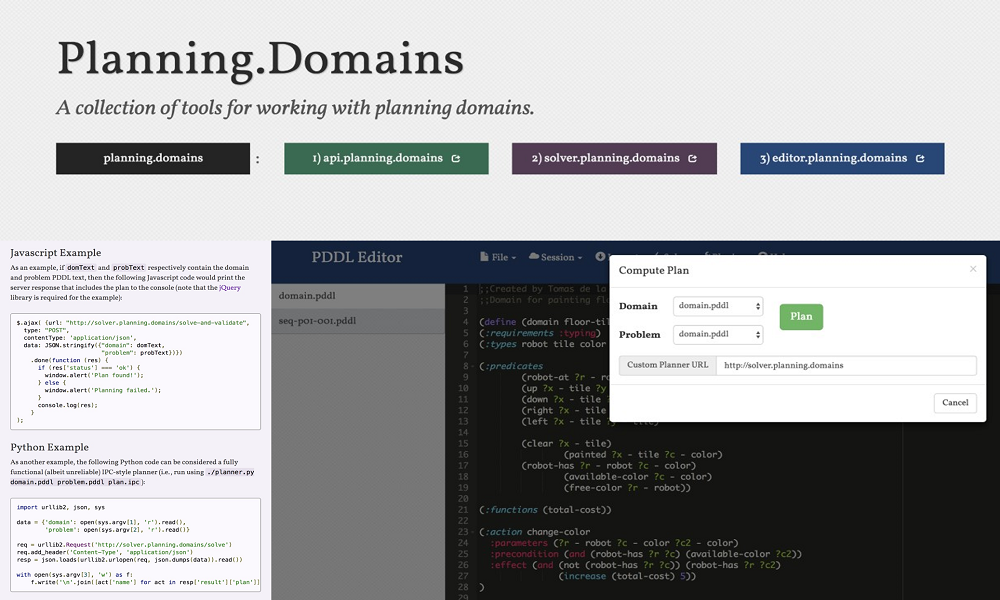 Planning.Domains
A collection of tools for working with planning domains.
planning.domains : 1) api.planning.domains 2) solver.planning.domains 3) editor.planning.domains
Javascript Example
As an example, if domText and probText respectively contain the domain
and problem PDDL text, then the following Javascript code would print the
server response that includes the plan to the console (note that the jQuery
library is required for the example):
$.ajax( {url: "http://solver.planning.domains/solve-and-validate",
type: "POST",
contentType: 'application/json',
data: JSON.stringify({"domain": domText,
"problem": probText})})
.done(function (res) {
if (res['status'] === 'ok') {
window.alert('Plan found!');
} else {
window.alert('Planning failed.');
}
console.log(res);
}
);
Python Example
As another example, the following Python code can be considered a fully
functional (albeit unreliable) IPC-style planner (i.e., run using ./planner.py
domain.pddl problem.pddl plan.ipc):
import urllib2, json, sys
data = {'domain': open(sys.argv[1], 'r').read(),
'problem': open(sys.argv[2], 'r').read()}
req = urllib2.Request('http://solver.planning.domains/solve')
req.add_header('Content-Type', 'application/json')
resp = json.loads(urllib2.urlopen(req, json.dumps(data)).read())
with open(sys.argv[3], 'w') as f:
f.write('\n'.join([act['name'] for act in resp['result']['plan']]
PDDL Editor
File
Session
domain.pddl
seq-p01-001.pddl
1 ;;Created by Tomas de la
2 ;;Domain for painting flo
3
4 (define (domain floor-til
5 (:requirements :typing)
6 (:types robot tile color
7
8 (:predicates
9 (robot-at ?r - r
10 (up ?x - tile ?y
11 (down ?x - tile
12 (right ?x - tile
13 (left ?x - tile ?y - tile)
14
15 (clear ?x - tile)
16 (painted ?x - tile ?c - color)
17 (robot-has ?r - robot ?c - color)
18 (available-color ?c - color)
19 (free-color ?r - robot))
20
21 (:functions (total-cost))
22
23 (:action change-color
24 :parameters (?r - robot ?c - color ?c2 - color)
25 :precondition (and (robot-has ?r ?c) (available-color ?c2))
26 :effect (and (not (robot-has ?r ?c)) (robot-has ?r ?c2)
27 (increase (total-cost) 5))
28 )
29
Compute Plan ×
Domain domain.pddl
Plan
Problem domain.pddl
Custom Planner URL http://solver.planning.domains
Cancel